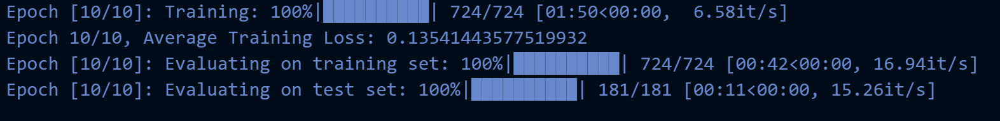 Epoch [10/10]: Training: 100%|██████████| 724/724 [01:50<00:00,  6.58it/s]
Epoch 10/10, Average Training Loss: 0.13541443577519932
Epoch [10/10]: Evaluating on training set: 100%|██████████| 724/724 [00:42<00:00, 16.94it/s]
Epoch [10/10]: Evaluating on test set: 100%|██████████| 181/181 [00:11<00:00, 15.26it/s]